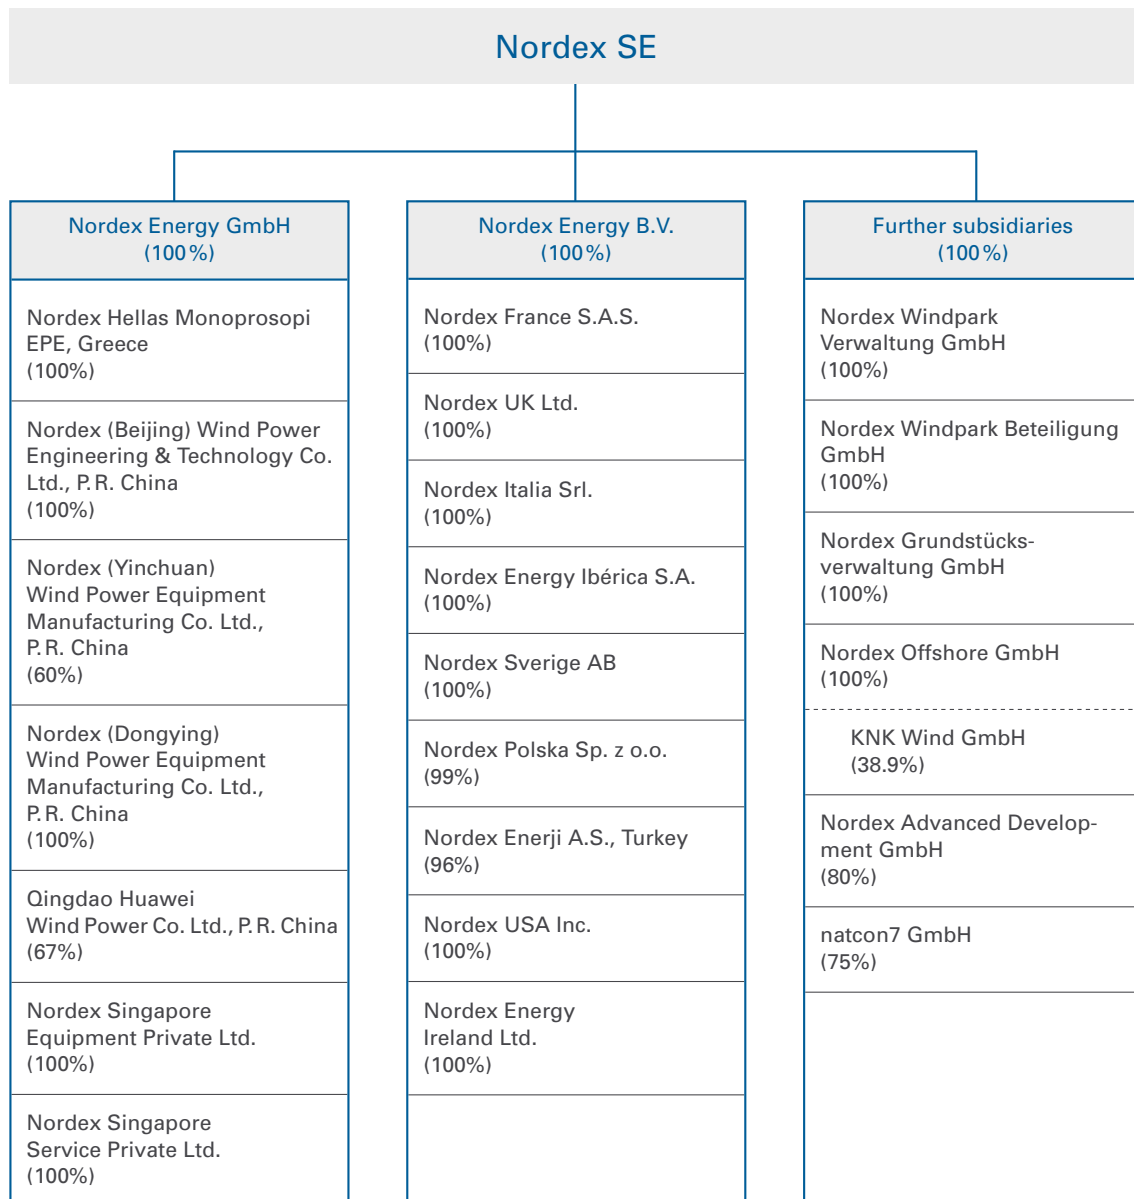 Nordex SE
Nordex Energy GmbH
(100 %)
Nordex Hellas Monoprosopi
EPE, Greece
(100%)
Nordex (Beijing) Wind Power
Engineering & Technology Co.
Ltd., P. R. China
(100%)
Nordex (Yinchuan)
Wind Power Equipment
Manufacturing Co. Ltd.,
P. R. China
(60%)
Nordex (Dongying)
Wind Power Equipment
Manufacturing Co. Ltd.,
P. R. China
(100%)
Qingdao Huawei
Wind Power Co. Ltd., P. R. China
(67%)
Nordex Singapore
Equipment Private Ltd.
(100%)
Nordex Singapore
Service Private Ltd.
(100%)
Nordex Energy B.V.
(100 %)
Nordex France S.A.S.
(100%)
Nordex UK Ltd.
(100%)
Nordex Italia Srl.
(100%)
Nordex Energy Ibérica S.A.
(100%)
Nordex Sverige AB
(100%)
Nordex Polska Sp. z o.o.
(99%)
Nordex Enerji A.S., Turkey
(96%)
Nordex USA Inc.
(100%)
Nordex Energy
Ireland Ltd.
(100%)
Further subsidiaries
(100 %)
Nordex Windpark
Verwaltung GmbH
(100%)
Nordex Windpark Beteiligung
GmbH
(100%)
Nordex Grundstücks-
verwaltung GmbH
(100%)
Nordex Offshore GmbH
(100%)
KNK Wind GmbH
(38.9%)
Nordex Advanced Develop-
ment GmbH
(80%)
natcon7 GmbH
(75%)